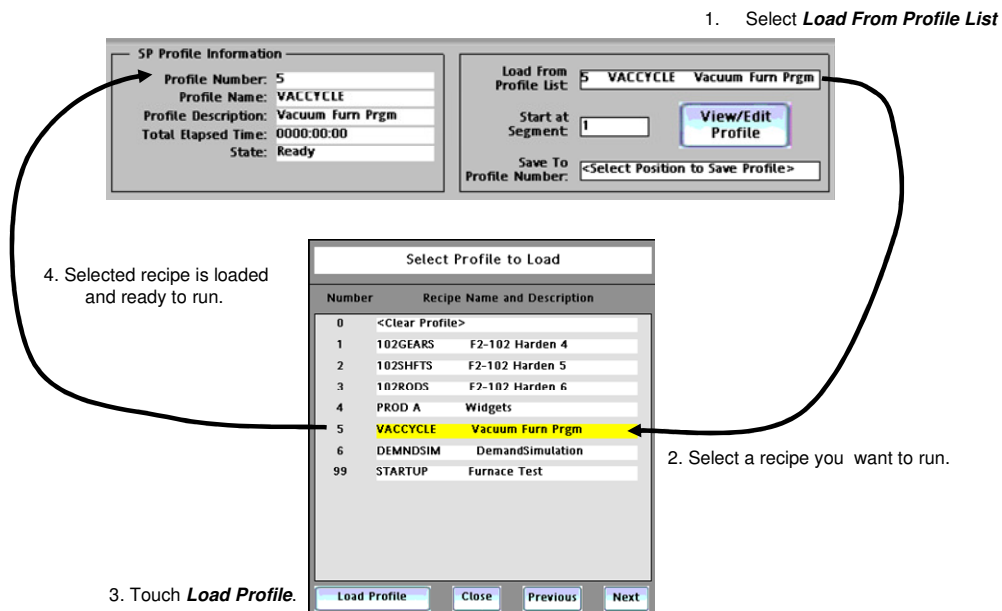 1. Select Load From Profile List
SP Profile Information
Profile Number: 5
Profile Name: VACCYCLE
Profile Description: Vacuum Furn Prgm
Total Elapsed Time: 0000:00:00
State: Ready
Load From
Profile List: 5 VACCYCLE Vacuum Furn Prgm
Start at
Segment: 1
View/Edit
Profile
Save To
Profile Number: <Select Position to Save Profile>
4. Selected recipe is loaded
and ready to run.
Select Profile to Load
Number Recipe Name and Description
0 <Clear Profile>
1 102GEARS F2-102 Harden 4
2 102SHFTS F2-102 Harden 5
3 102RODS F2-102 Harden 6
4 PROD A Widgets
5 VACCYCLE Vacuum Furn Prgm
6 DEMNDSIM DemandSimulation
99 STARTUP Furnace Test
2. Select a recipe you want to run.
3. Touch Load Profile.
Load Profile Close Previous Next